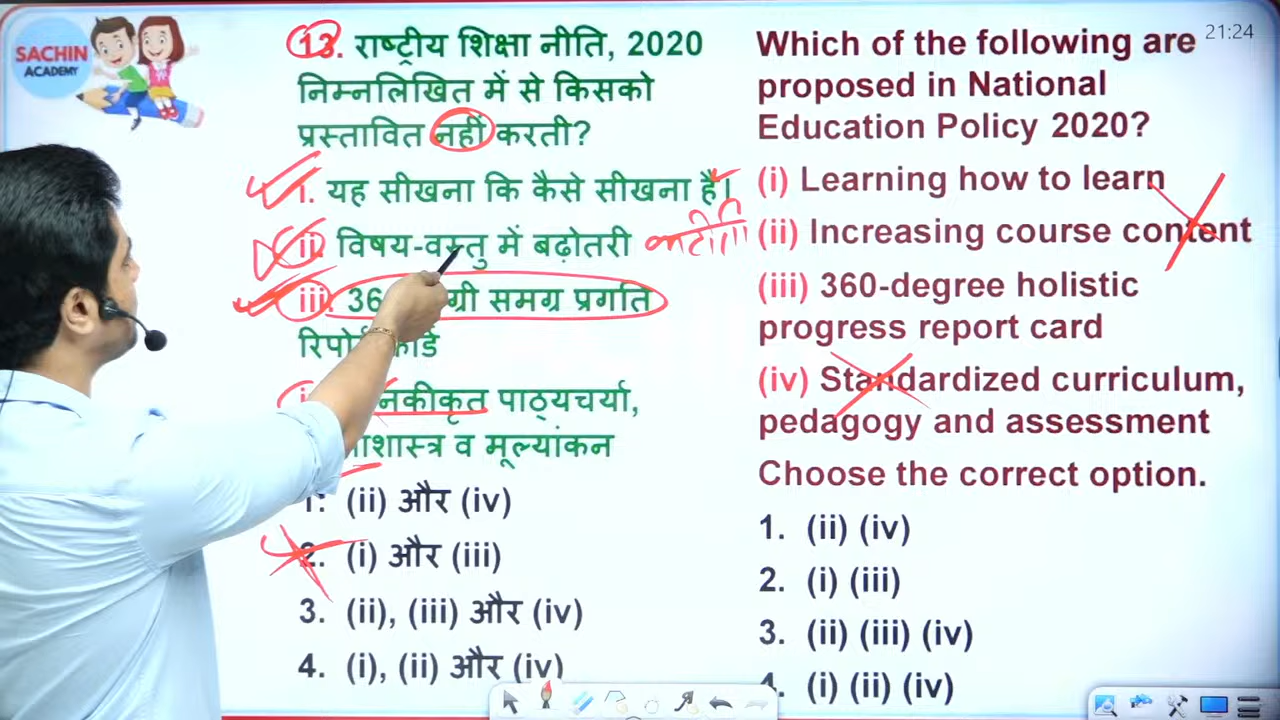 SACHIN
ACADEMY
13. राष्ट्रीय शिक्षा नीति, 2020
निम्नलिखित में से किसको
प्रस्तावित नहीं करती?
i. यह सीखना कि कैसे सीखना है।
ii. विषय-वस्तु में बढ़ोतरी
iii. समग्र प्रगति
पाठ्यचर्या,
व मूल्यांकन
1. (ii) और (iv)
2. (i) और (iii)
3. (ii), (iii) और (iv)
4. (i), (ii) और (iv)
21:24
Which of the following are
proposed in National
Education Policy 2020?
(i) Learning how to learn
(ii) Increasing course content
(iii) 360-degree holistic
progress report card
(iv) Standardized curriculum,
pedagogy and assessment
Choose the correct option.
1. (ii) (iv)
2. (i) (iii)
3. (ii) (iii) (iv)
4. (i) (ii) (iv)